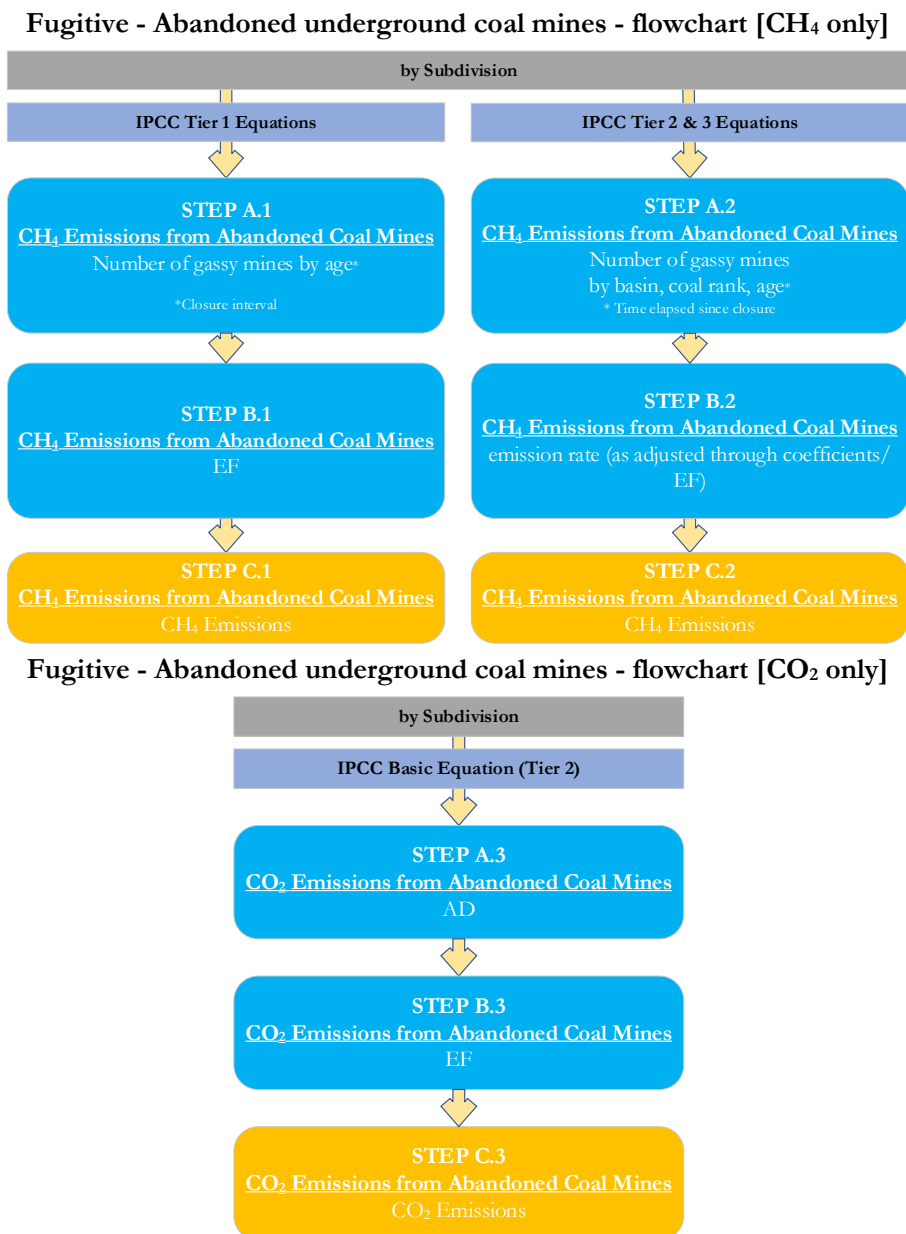 Fugitive - Abandoned underground coal mines - flowchart [CH₄ only]
by Subdivision
IPCC Tier 1 Equations
STEP A.1
CH₄ Emissions from Abandoned Coal Mines
Number of gassy mines by age*
*Closure interval
STEP B.1
CH₄ Emissions from Abandoned Coal Mines
EF
STEP C.1
CH₄ Emissions from Abandoned Coal Mines
CH₄ Emissions
IPCC Tier 2 & 3 Equations
STEP A.2
CH₄ Emissions from Abandoned Coal Mines
Number of gassy mines
by basin, coal rank, age*
* Time elapsed since closure
STEP B.2
CH₄ Emissions from Abandoned Coal Mines
emission rate (as adjusted through coefficients/
EF)
STEP C.2
CH₄ Emissions from Abandoned Coal Mines
CH₄ Emissions
Fugitive - Abandoned underground coal mines - flowchart [CO₂ only]
by Subdivision
IPCC Basic Equation (Tier 2)
STEP A.3
CO₂ Emissions from Abandoned Coal Mines
AD
STEP B.3
CO₂ Emissions from Abandoned Coal Mines
EF
STEP C.3
CO₂ Emissions from Abandoned Coal Mines
CO₂ Emissions